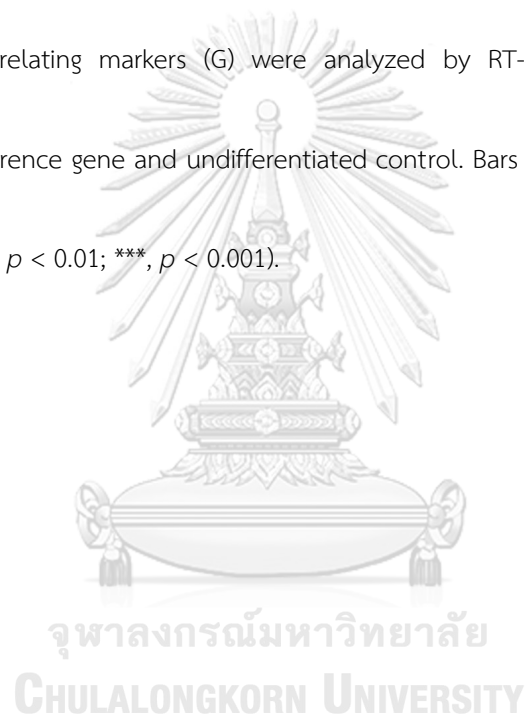 relating markers (G) were analyzed by RT-
rence gene and undifferentiated control. Bars
p < 0.01; ***, p < 0.001).
จุฬาลงกรณ์มหาวิทยาลัย
CHULALONGKORN UNIVERSITY